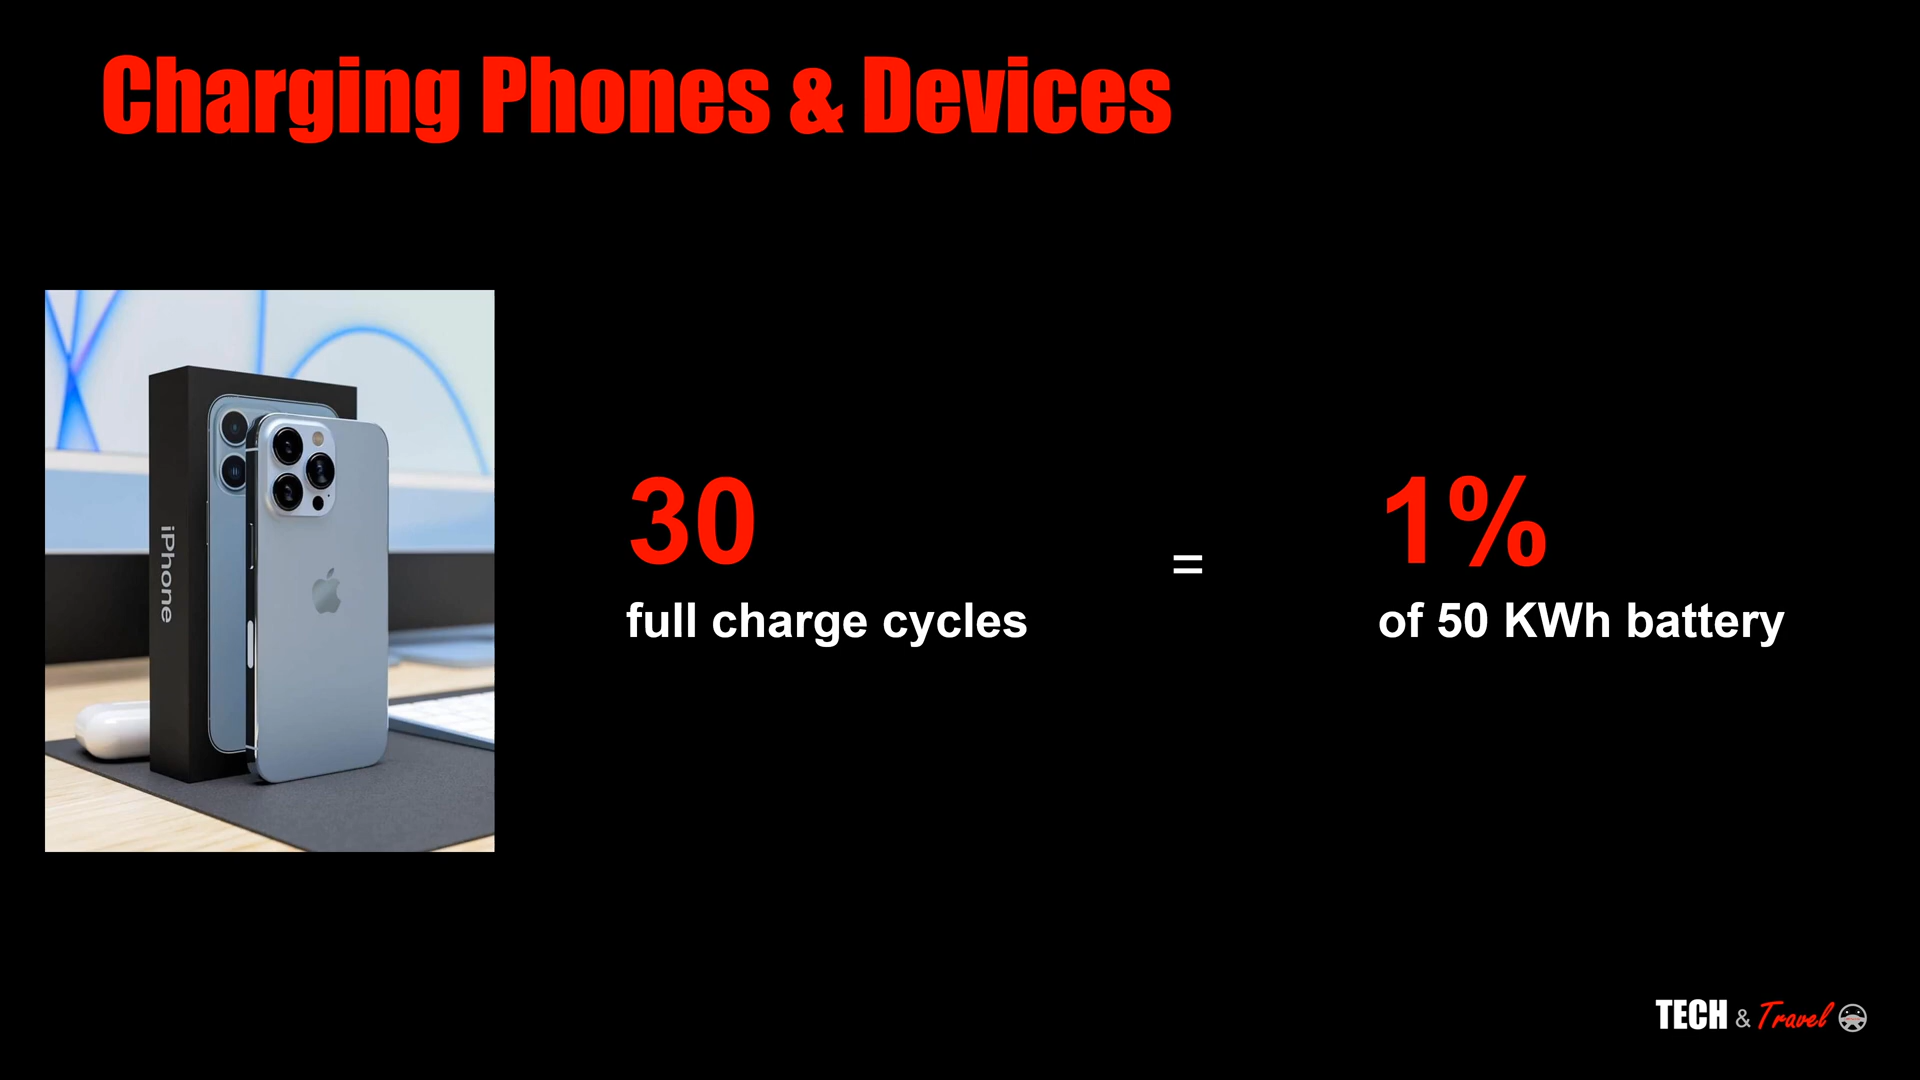 Charging Phones & Devices
iPhone
30
full charge cycles
=
1%
of 50 KWh battery
TECH & Travel